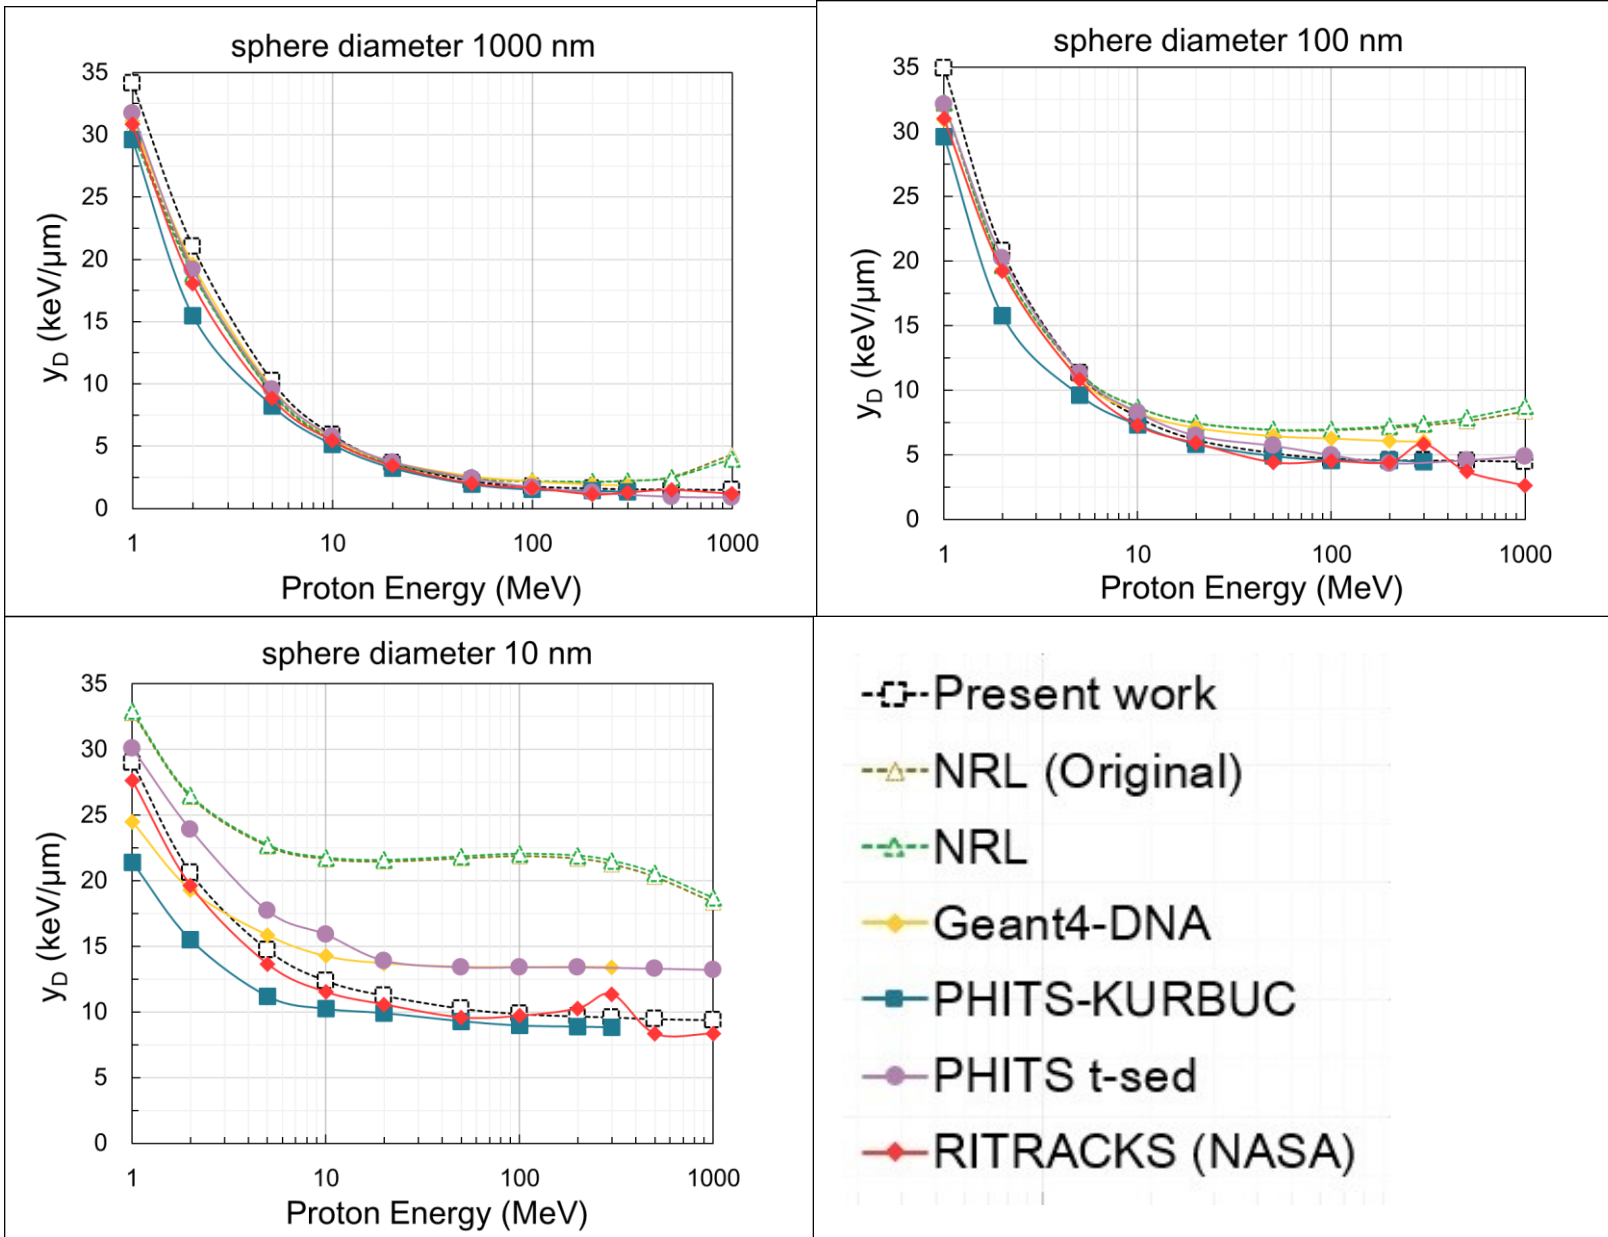 sphere diameter 1000 nm
35
30
25
20
15
10
5
0
y_D (keV/μm)
1 10 100 1000
Proton Energy (MeV)
sphere diameter 100 nm
35
30
25
20
15
10
5
0
y_D (keV/μm)
1 10 100 1000
Proton Energy (MeV)
sphere diameter 10 nm
35
30
25
20
15
10
5
0
y_D (keV/μm)
1 10 100 1000
Proton Energy (MeV)
Present work
NRL (Original)
NRL
Geant4-DNA
PHITS-KURBUC
PHITS t-sed
RITRACKS (NASA)